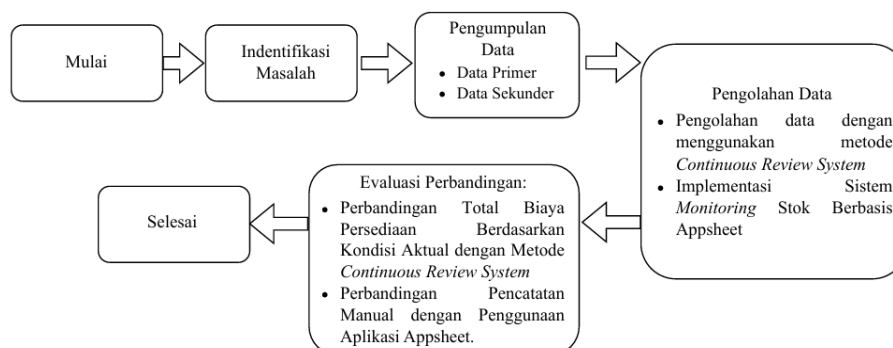 Mulai
Indentifikasi
Masalah
Pengumpulan
Data
• Data Primer
• Data Sekunder
Pengolahan Data
• Pengolahan data dengan
menggunakan metode
Continuous Review System
• Implementasi Sistem
Monitoring Stok Berbasis
Appsheet
Evaluasi Perbandingan:
• Perbandingan Total Biaya
Persediaan Berdasarkan
Kondisi Aktual dengan Metode
Continuous Review System
• Perbandingan Pencatatan
Manual dengan Penggunaan
Aplikasi Appsheet.
Selesai